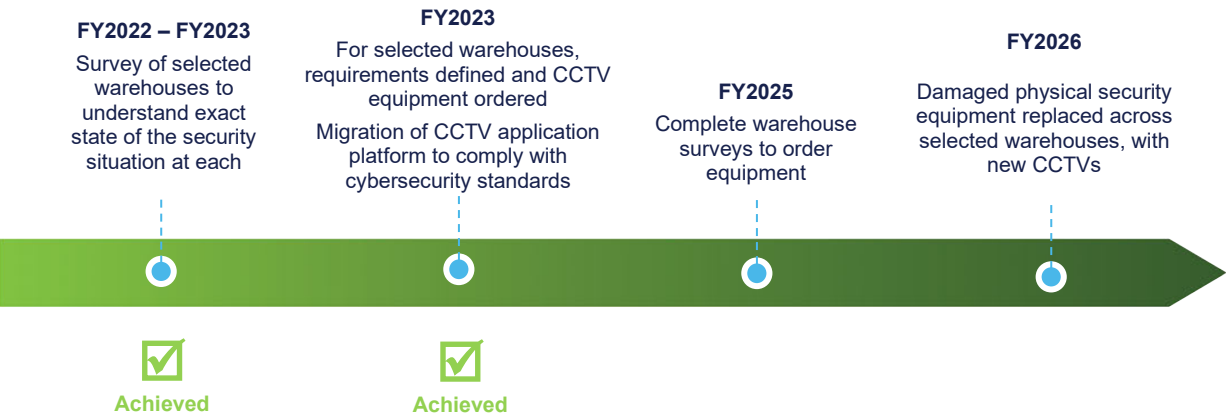 FY2022 – FY2023
Survey of selected
warehouses to
understand exact
state of the security
situation at each
FY2023
For selected warehouses,
requirements defined and CCTV
equipment ordered
Migration of CCTV application
platform to comply with
cybersecurity standards
FY2025
Complete warehouse
surveys to order
equipment
FY2026
Damaged physical security
equipment replaced across
selected warehouses, with
new CCTVs
Achieved
Achieved